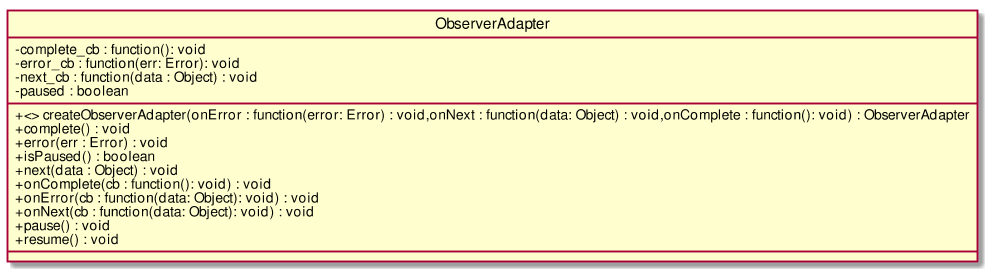 ObserverAdapter
-complete_cb : function(): void
-error_cb : function(err: Error): void
-next_cb : function(data : Object) : void
-paused : boolean
+<> createObserverAdapter(onError : function(error: Error) : void,onNext : function(data: Object) : void,onComplete : function(): void) : ObserverAdapter
+complete() : void
+error(err : Error) : void
+isPaused() : boolean
+next(data : Object) : void
+onComplete(cb : function(): void) : void
+onError(cb : function(data: Object): void) : void
+onNext(cb : function(data: Object): void) : void
+pause() : void
+resume() : void